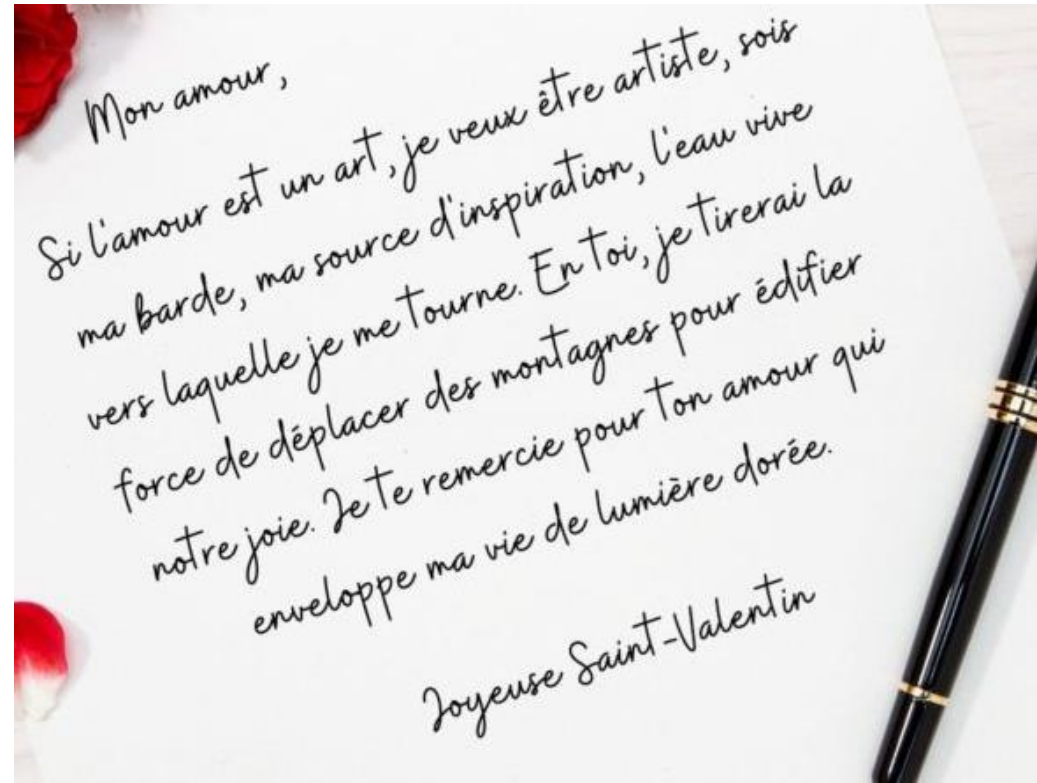 Mon amour,
Si l'amour est un art, je veux être artiste, sois
ma barde, ma source d'inspiration, l'eau vive
vers laquelle je me tourne. En toi, je tirerai la
force de déplacer des montagnes pour édifier
notre joie. Je te remercie pour ton amour qui
enveloppe ma vie de lumière dorée.
Joyeuse Saint-Valentin